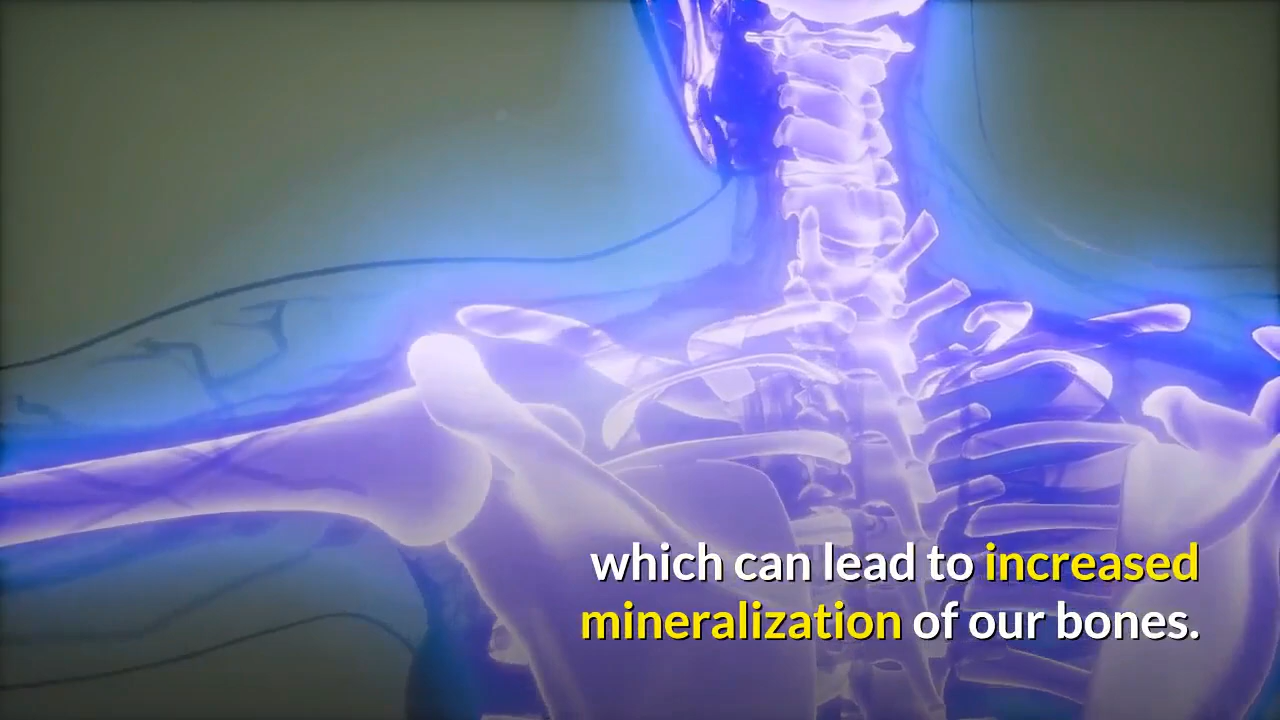 which can lead to increased
mineralization of our bones.